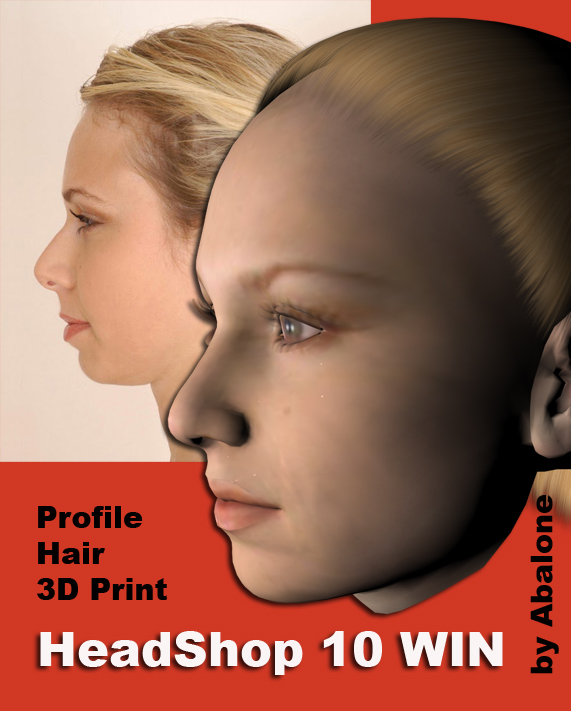 Profile
Hair
3D Print
HeadShop 10 WIN
by Abalone